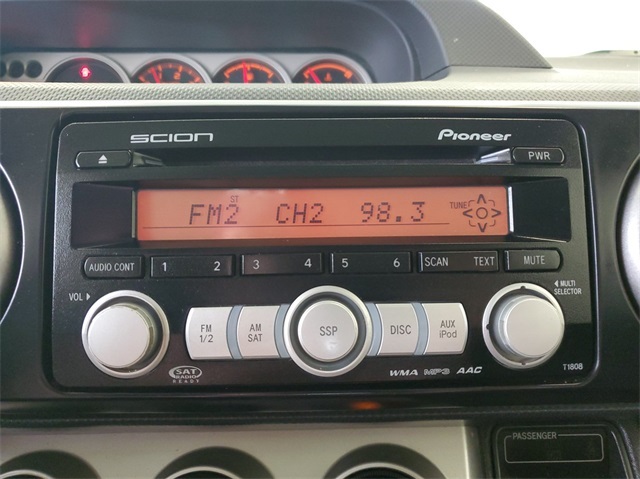 SCION Pioneer
PWR
ST
FM2 CH2 98.3 TUNE
AUDIO CONT 1 2 3 4 5 6 SCAN TEXT MUTE
VOL MULTI
SELECTOR
FM
1/2
AM
SAT
SSP
DISC
AUX
iPod
SAT
RADIO
READY
WMA MP3 AAC
T1808
PASSENGER